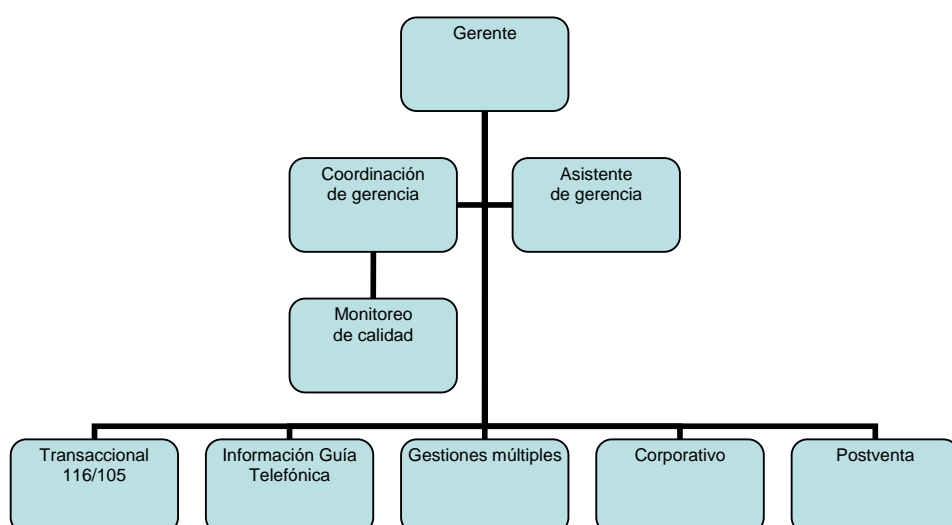 Gerente
Coordinación
de gerencia
Asistente
de gerencia
Monitoreo
de calidad
Transaccional
116/105
Información Guía
Telefónica
Gestiones múltiples
Corporativo
Postventa